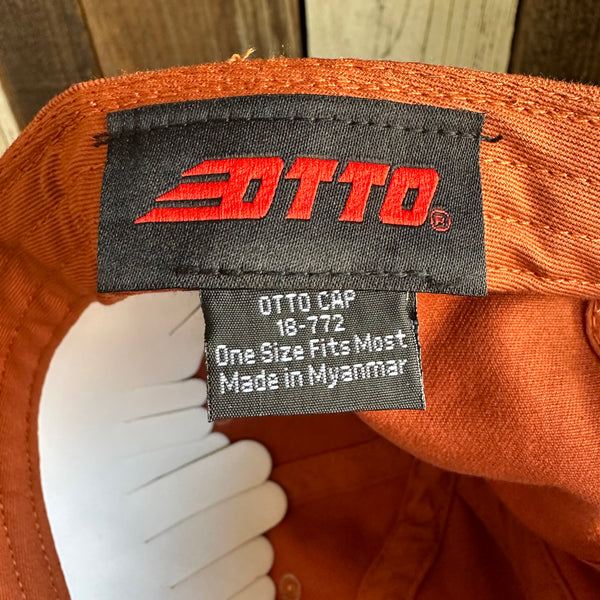 OTTO®
OTTO CAP
18-772
One Size Fits Most
Made in Myanmar